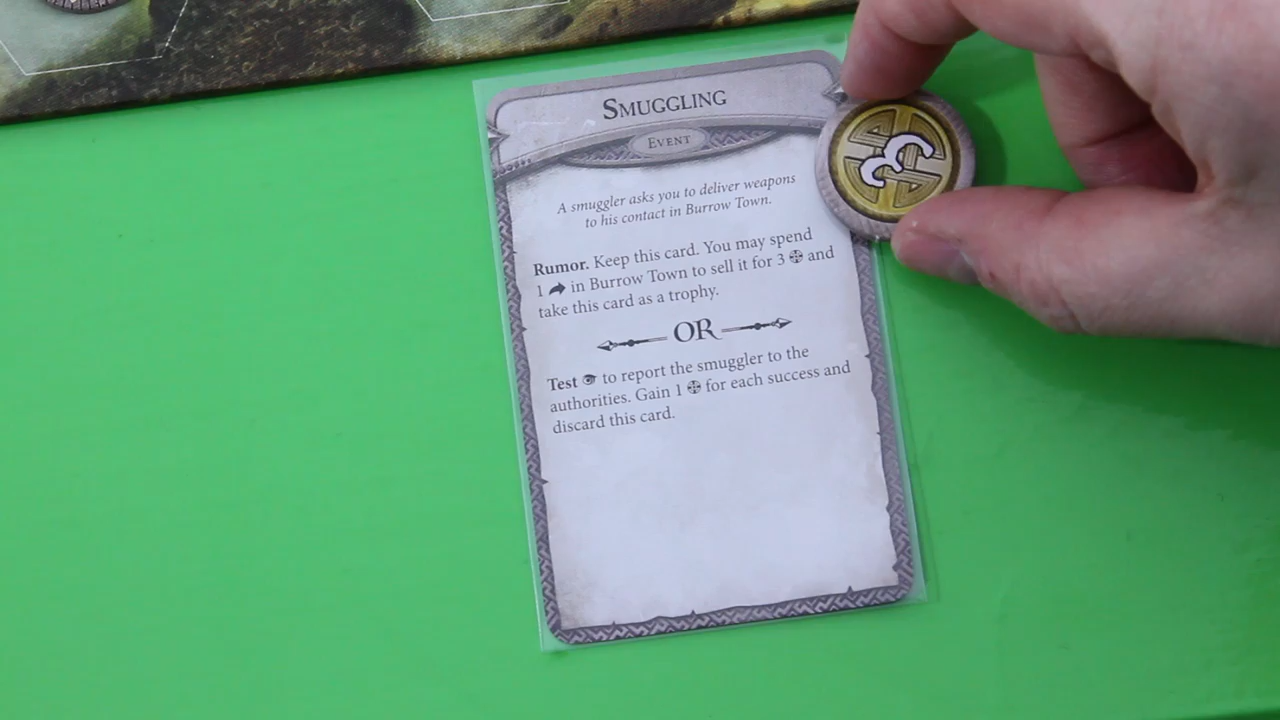 SMUGGLING
EVENT
A smuggler asks you to deliver weapons
to his contact in Burrow Town.
Rumor. Keep this card. You may spend
1 in Burrow Town to sell it for 3 and
take this card as a trophy.
OR
Test to report the smuggler to the
authorities. Gain 1 for each success and
discard this card.
3